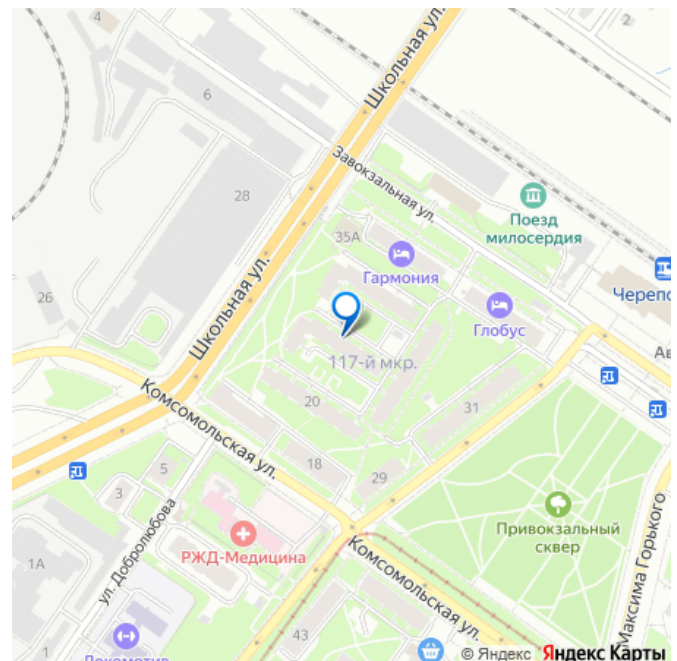 4
2
6
Школьная ул.
Завокзальная ул.
28
Поезд
милосердия
35А
Гармония
Черепо
26
Глобус
Школьная ул.
117-й мкр.
Ав
Комсомольская ул.
20
31
18
5
29
3
ул. Добролюбова
РЖД-Медицина
Привокзальный
сквер
1А
Комсомольская ул.
Максима Горького
43
1
Локомотив
© Яндекс Яндекс Карты